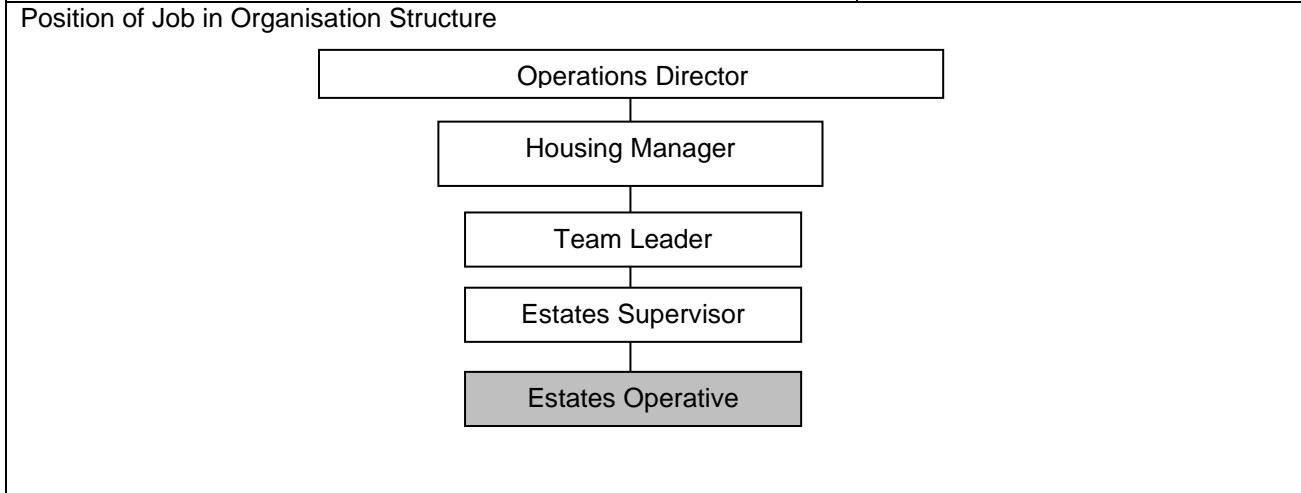 Position of Job in Organisation Structure
Operations Director
Housing Manager
Team Leader
Estates Supervisor
Estates Operative